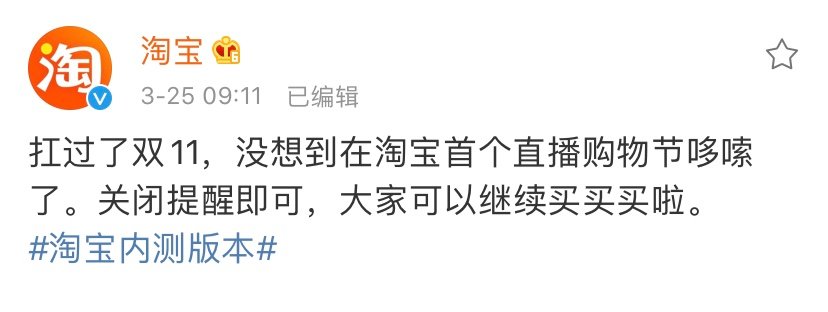 淘
淘宝
3-25 09:11 已编辑
扛过了双11，没想到在淘宝首个直播购物节哆嗦
了。关闭提醒即可，大家可以继续买买买啦。
#淘宝内测版本#